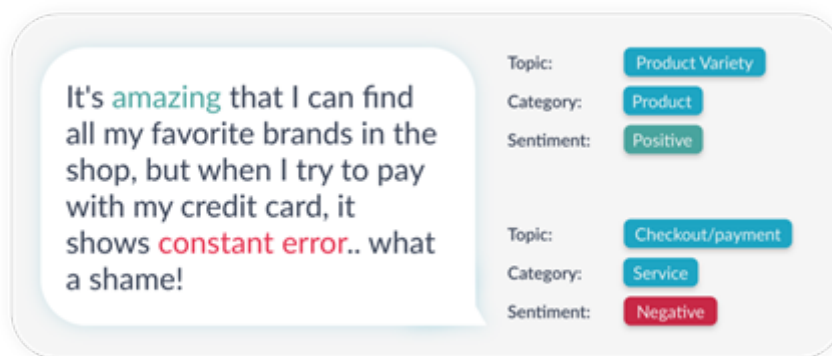 It's amazing that I can find
all my favorite brands in the
shop, but when I try to pay
with my credit card, it
shows constant error.. what
a shame!
Topic: Product Variety
Category: Product
Sentiment: Positive
Topic: Checkout/payment
Category: Service
Sentiment: Negative